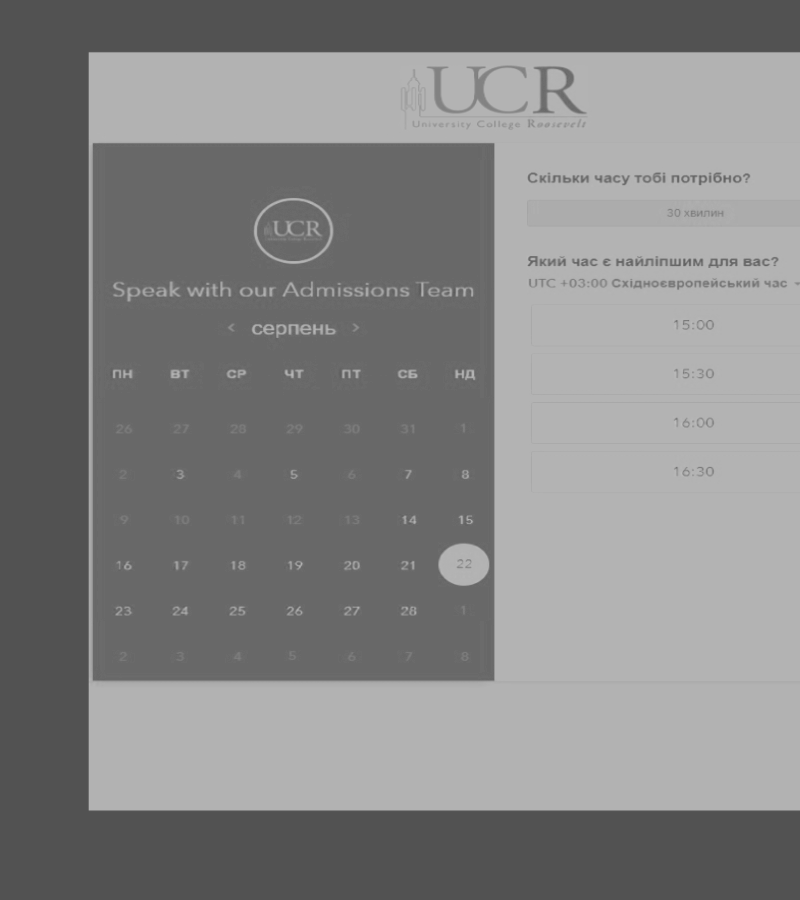 UCR
University College Roosevelt
UCR
Speak with our Admissions Team
< серпень >
ПН ВТ СР ЧТ ПТ СБ НД
26 27 28 29 30 31 1
2 3 4 5 6 7 8
9 10 11 12 13 14 15
16 17 18 19 20 21 22
23 24 25 26 27 28 1
2 3 4 5 6 7 8
Скільки часу тобі потрібно?
30 хвилин
Який час є найліпшим для вас?
UTC +03:00 Східноєвропейський час
15:00
15:30
16:00
16:30